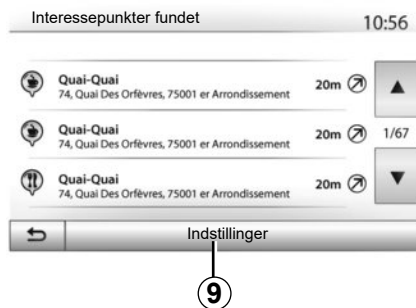 Interessepunkter fundet 10:56
Quai-Quai
74, Quai Des Orfèvres, 75001 er Arrondissement
20m
Quai-Quai
74, Quai Des Orfèvres, 75001 er Arrondissement
20m
1/67
Quai-Quai
74, Quai Des Orfèvres, 75001 er Arrondissement
20m
Indstillinger
9